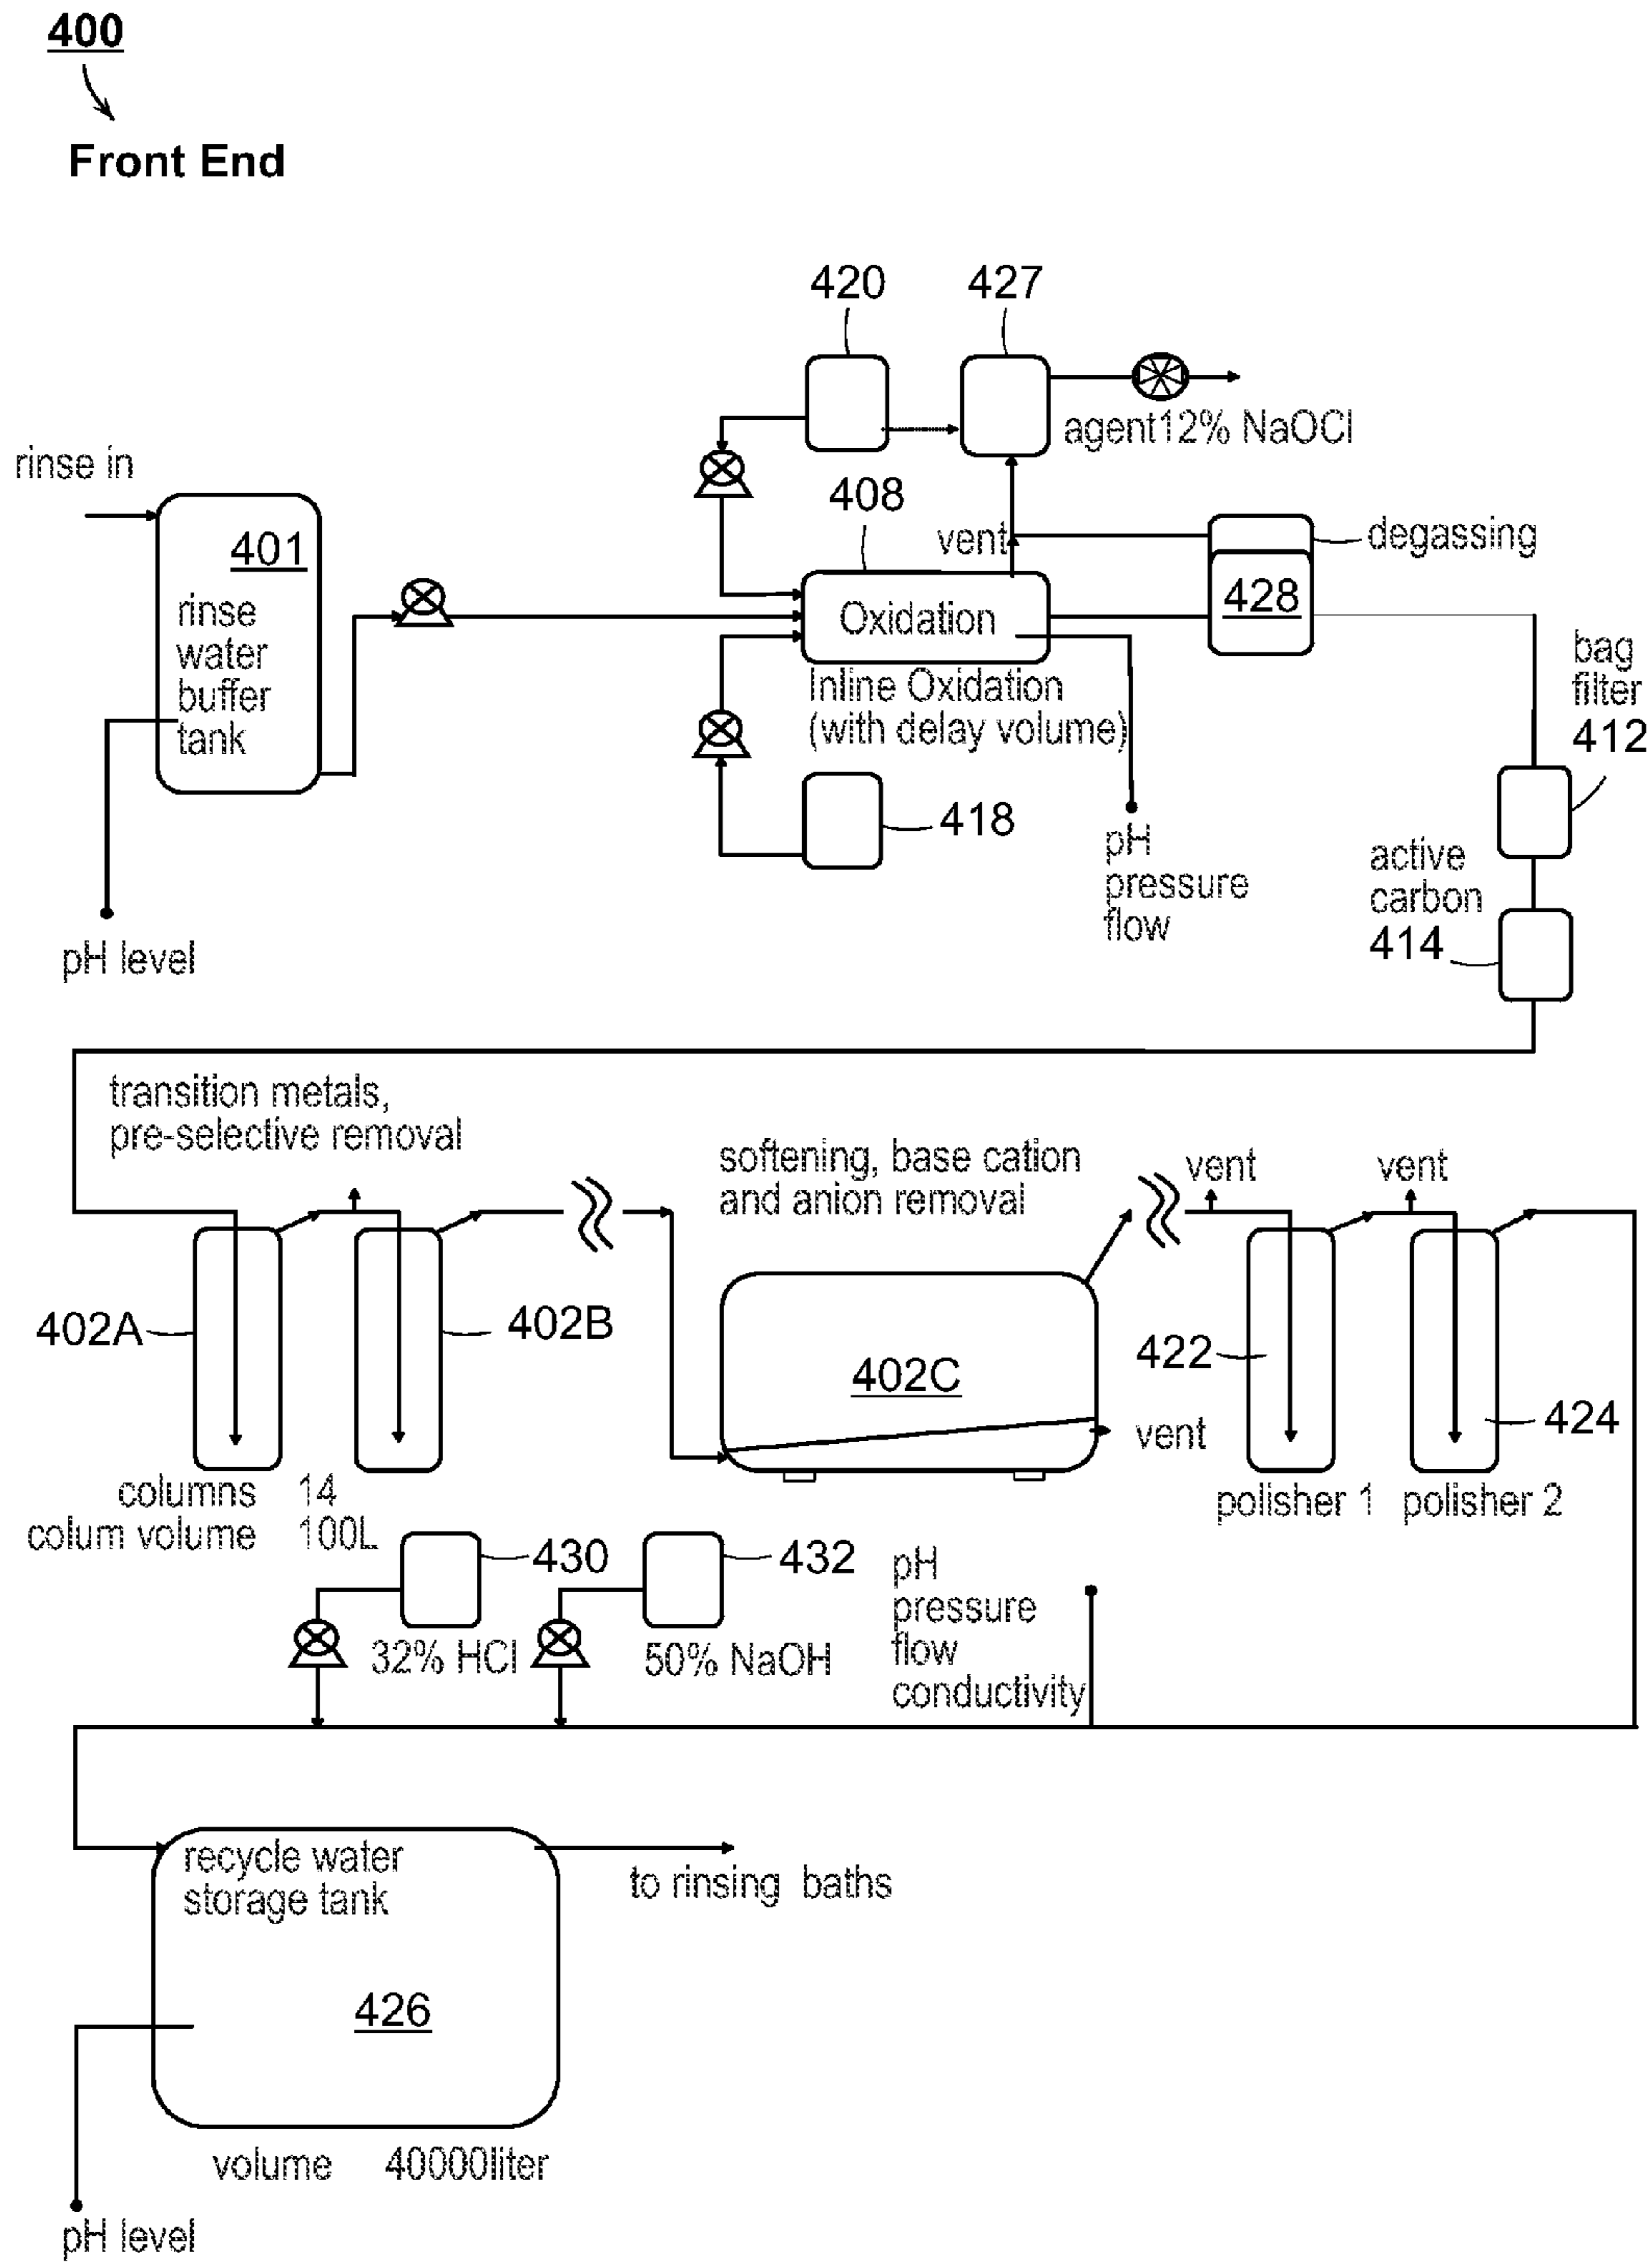 400
Front End
420
427
agent12% NaOCl
rinse in
401
rinse
water
buffer
tank
pH level
408
vent
Oxidation
Inline Oxidation
(with delay volume)
418
pH
pressure
flow
degassing
428
bag
filter
412
active
carbon
414
transition metals,
pre-selective removal
softening, base cation
and anion removal
vent
vent
402A
402B
402C
vent
422
424
columns 14
colum volume 100L
polisher 1
polisher 2
430
32% HCl
432
50% NaOH
pH
pressure
flow
conductivity
recycle water
storage tank
to rinsing baths
426
volume 40000liter
pH level